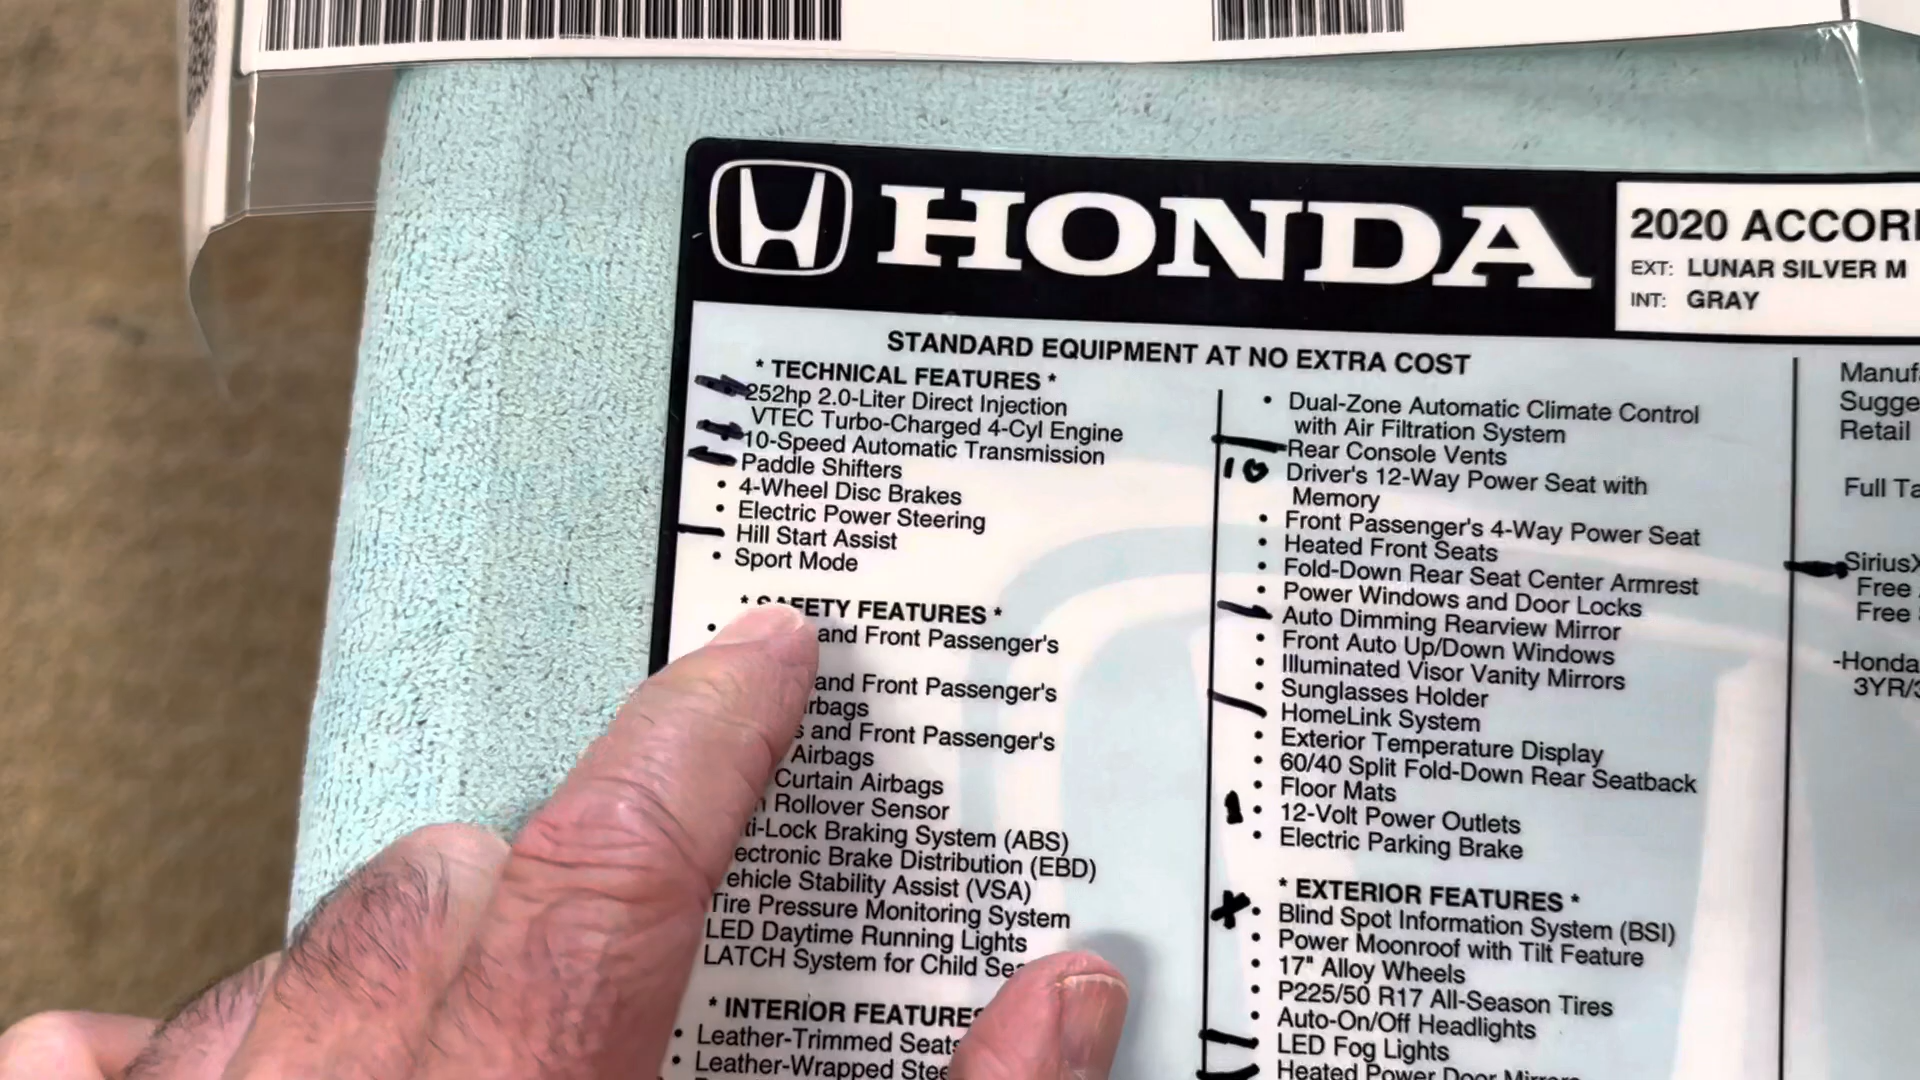 HONDA
2020 ACCOR
EXT: LUNAR SILVER M
INT: GRAY
STANDARD EQUIPMENT AT NO EXTRA COST
* TECHNICAL FEATURES *
252hp 2.0-Liter Direct Injection
VTEC Turbo-Charged 4-Cyl Engine
10-Speed Automatic Transmission
Paddle Shifters
• 4-Wheel Disc Brakes
• Electric Power Steering
Hill Start Assist
• Sport Mode
* SAFETY FEATURES *
• and Front Passenger's
and Front Passenger's
rbags
s and Front Passenger's
Airbags
Curtain Airbags
Rollover Sensor
ti-Lock Braking System (ABS)
ectronic Brake Distribution (EBD)
ehicle Stability Assist (VSA)
Tire Pressure Monitoring System
LED Daytime Running Lights
LATCH System for Child Sea
* INTERIOR FEATURES
• Leather-Trimmed Seats
• Leather-Wrapped Stee
• Dual-Zone Automatic Climate Control
with Air Filtration System
Rear Console Vents
10 Driver's 12-Way Power Seat with
Memory
• Front Passenger's 4-Way Power Seat
• Heated Front Seats
• Fold-Down Rear Seat Center Armrest
• Power Windows and Door Locks
Auto Dimming Rearview Mirror
• Front Auto Up/Down Windows
• Illuminated Visor Vanity Mirrors
• Sunglasses Holder
HomeLink System
• Exterior Temperature Display
• 60/40 Split Fold-Down Rear Seatback
• Floor Mats
• 12-Volt Power Outlets
• Electric Parking Brake
* EXTERIOR FEATURES *
• Blind Spot Information System (BSI)
• Power Moonroof with Tilt Feature
• 17" Alloy Wheels
• P225/50 R17 All-Season Tires
• Auto-On/Off Headlights
LED Fog Lights
Heated Power Door Mirrors
Manufa
Sugge
Retail
Full Ta
SiriusX
Free
Free
-Honda
3YR/3